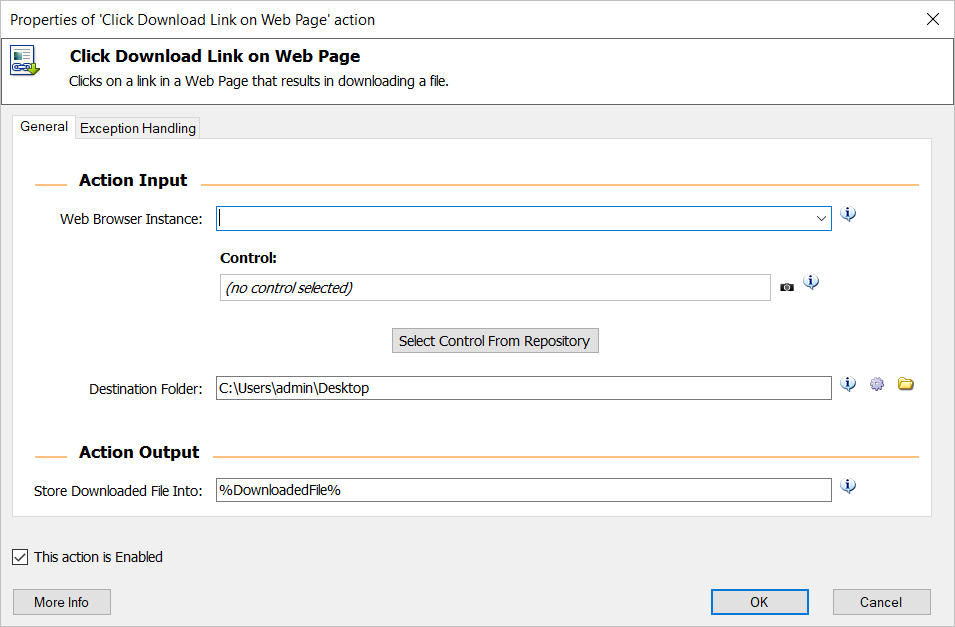 Properties of 'Click Download Link on Web Page' action
Click Download Link on Web Page
Clicks on a link in a Web Page that results in downloading a file.
General
Exception Handling
Action Input
Web Browser Instance:
Control:
(no control selected)
Select Control From Repository
Destination Folder:
C:\Users\admin\Desktop
Action Output
Store Downloaded File Into:
%DownloadedFile%
This action is Enabled
More Info
OK
Cancel